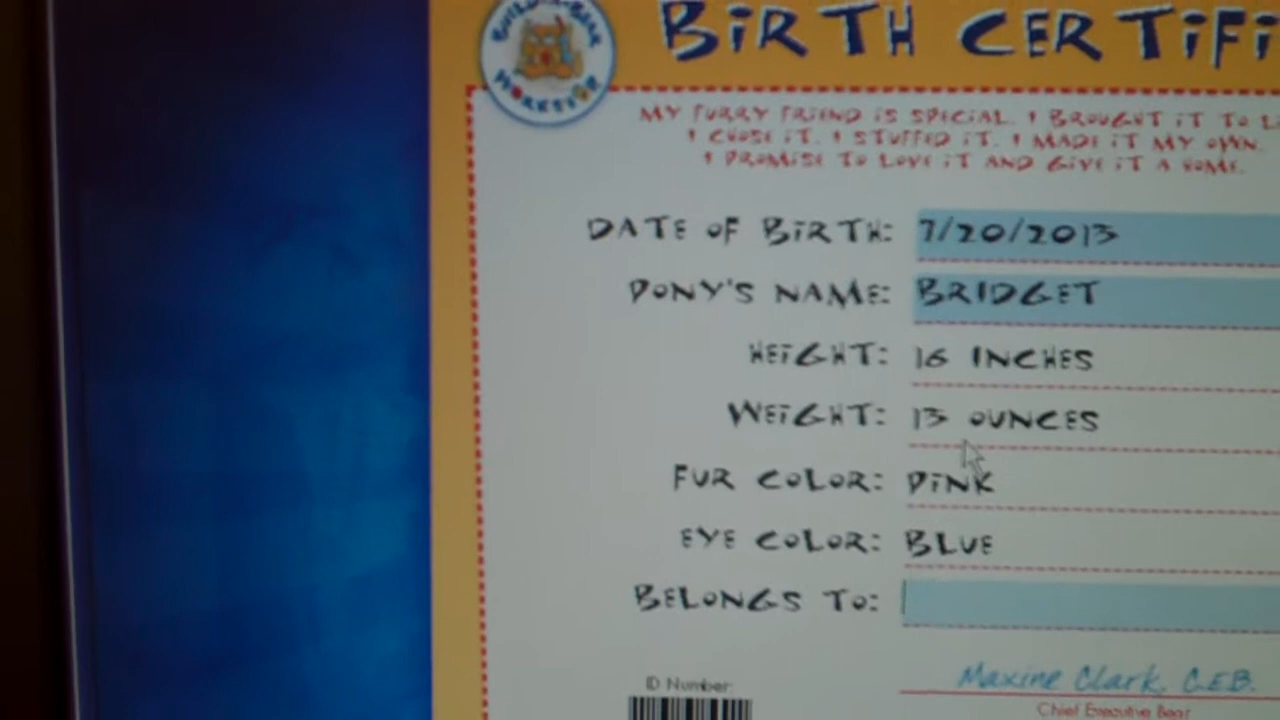 BUILD-A-BEAR
WORKSHOP
BIRTH CERTIFI
MY FURRY FRIEND IS SPECIAL. I BROUGHT IT TO L
I CHOSE IT. I STUFFED IT. I MADE IT MY OWN.
I PROMISE TO LOVE IT AND GIVE IT A HOME.
DATE OF BIRTH: 7/20/2013
PONY'S NAME: BRIDGET
HEIGHT: 16 INCHES
WEIGHT: 13 OUNCES
FUR COLOR: PINK
EYE COLOR: BLUE
BELONGS TO:
Maxine Clark, C.E.B.
ID Number:
Chief Executive Bear